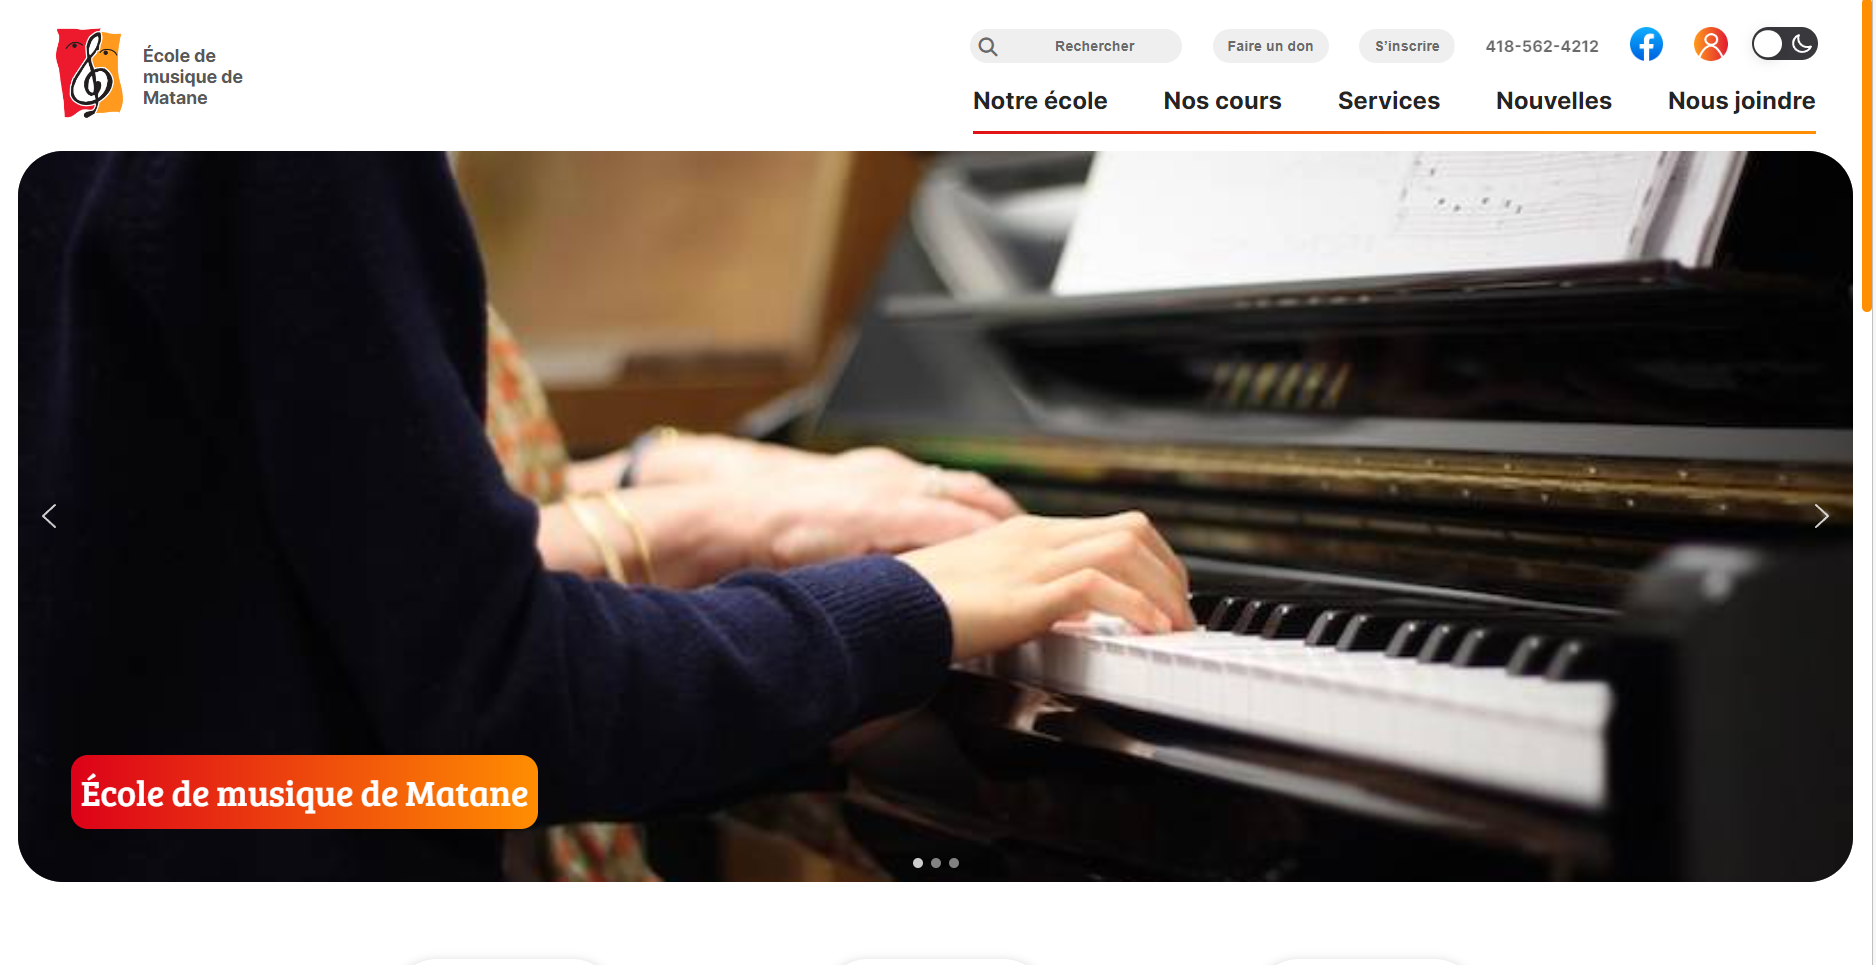 École de
musique de
Matane
Rechercher
Faire un don
S'inscrire
418-562-4212
Notre école
Nos cours
Services
Nouvelles
Nous joindre
École de musique de Matane